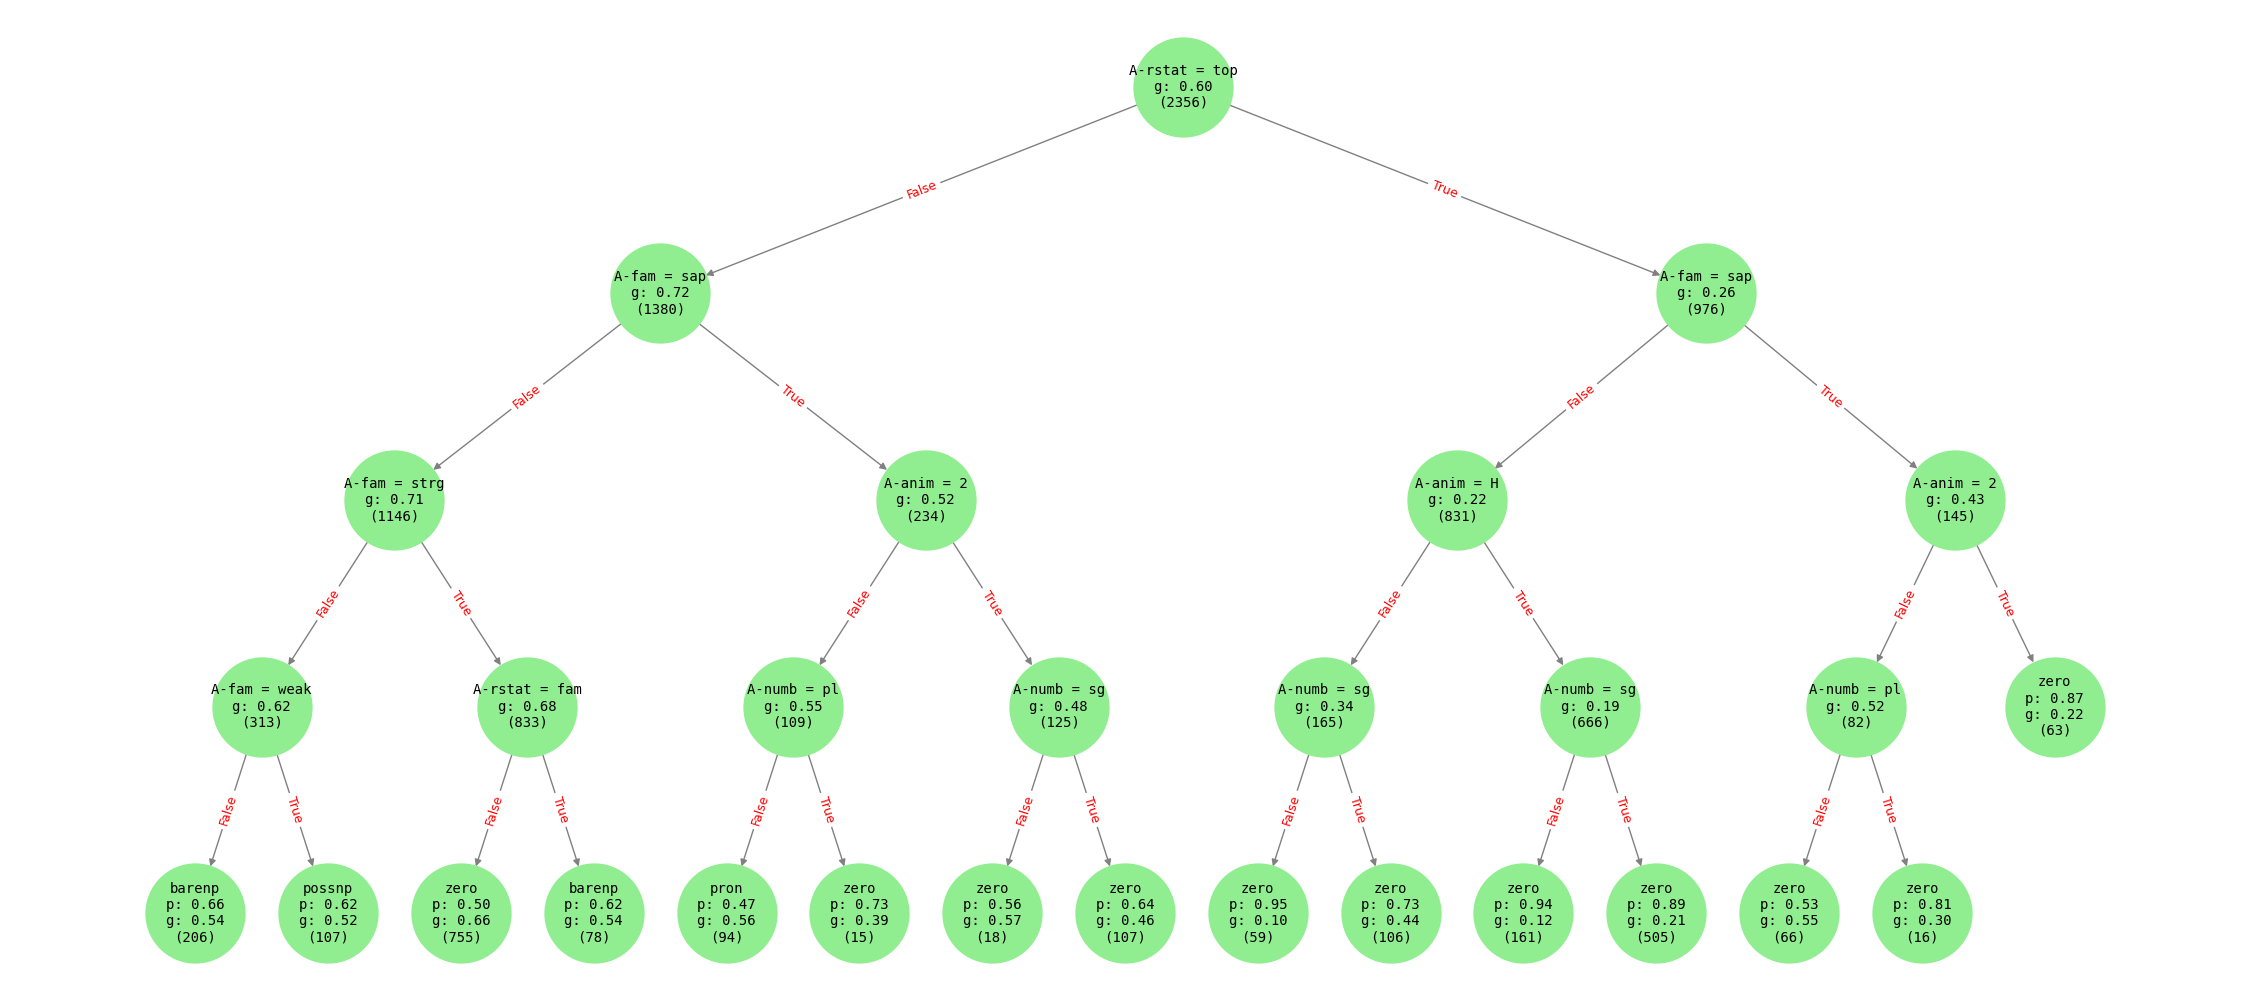 A-rstat = top
g: 0.60
(2356)
False
True
A-fam = sap
g: 0.72
(1380)
A-fam = sap
g: 0.26
(976)
False
True
False
True
A-fam = strg
g: 0.71
(1146)
A-anim = 2
g: 0.52
(234)
A-anim = H
g: 0.22
(831)
A-anim = 2
g: 0.43
(145)
False
True
False
True
False
True
False
True
A-fam = weak
g: 0.62
(313)
A-rstat = fam
g: 0.68
(833)
A-numb = pl
g: 0.55
(109)
A-numb = sg
g: 0.48
(125)
A-numb = sg
g: 0.34
(165)
A-numb = sg
g: 0.19
(666)
A-numb = pl
g: 0.52
(82)
zero
p: 0.87
g: 0.22
(63)
False
True
False
True
False
True
False
True
False
True
False
True
False
True
barenp
p: 0.66
g: 0.54
(206)
possnp
p: 0.62
g: 0.52
(107)
zero
p: 0.50
g: 0.66
(755)
barenp
p: 0.62
g: 0.54
(78)
pron
p: 0.47
g: 0.56
(94)
zero
p: 0.73
g: 0.39
(15)
zero
p: 0.56
g: 0.57
(18)
zero
p: 0.64
g: 0.46
(107)
zero
p: 0.95
g: 0.10
(59)
zero
p: 0.73
g: 0.44
(106)
zero
p: 0.94
g: 0.12
(161)
zero
p: 0.89
g: 0.21
(505)
zero
p: 0.53
g: 0.55
(66)
zero
p: 0.81
g: 0.30
(16)